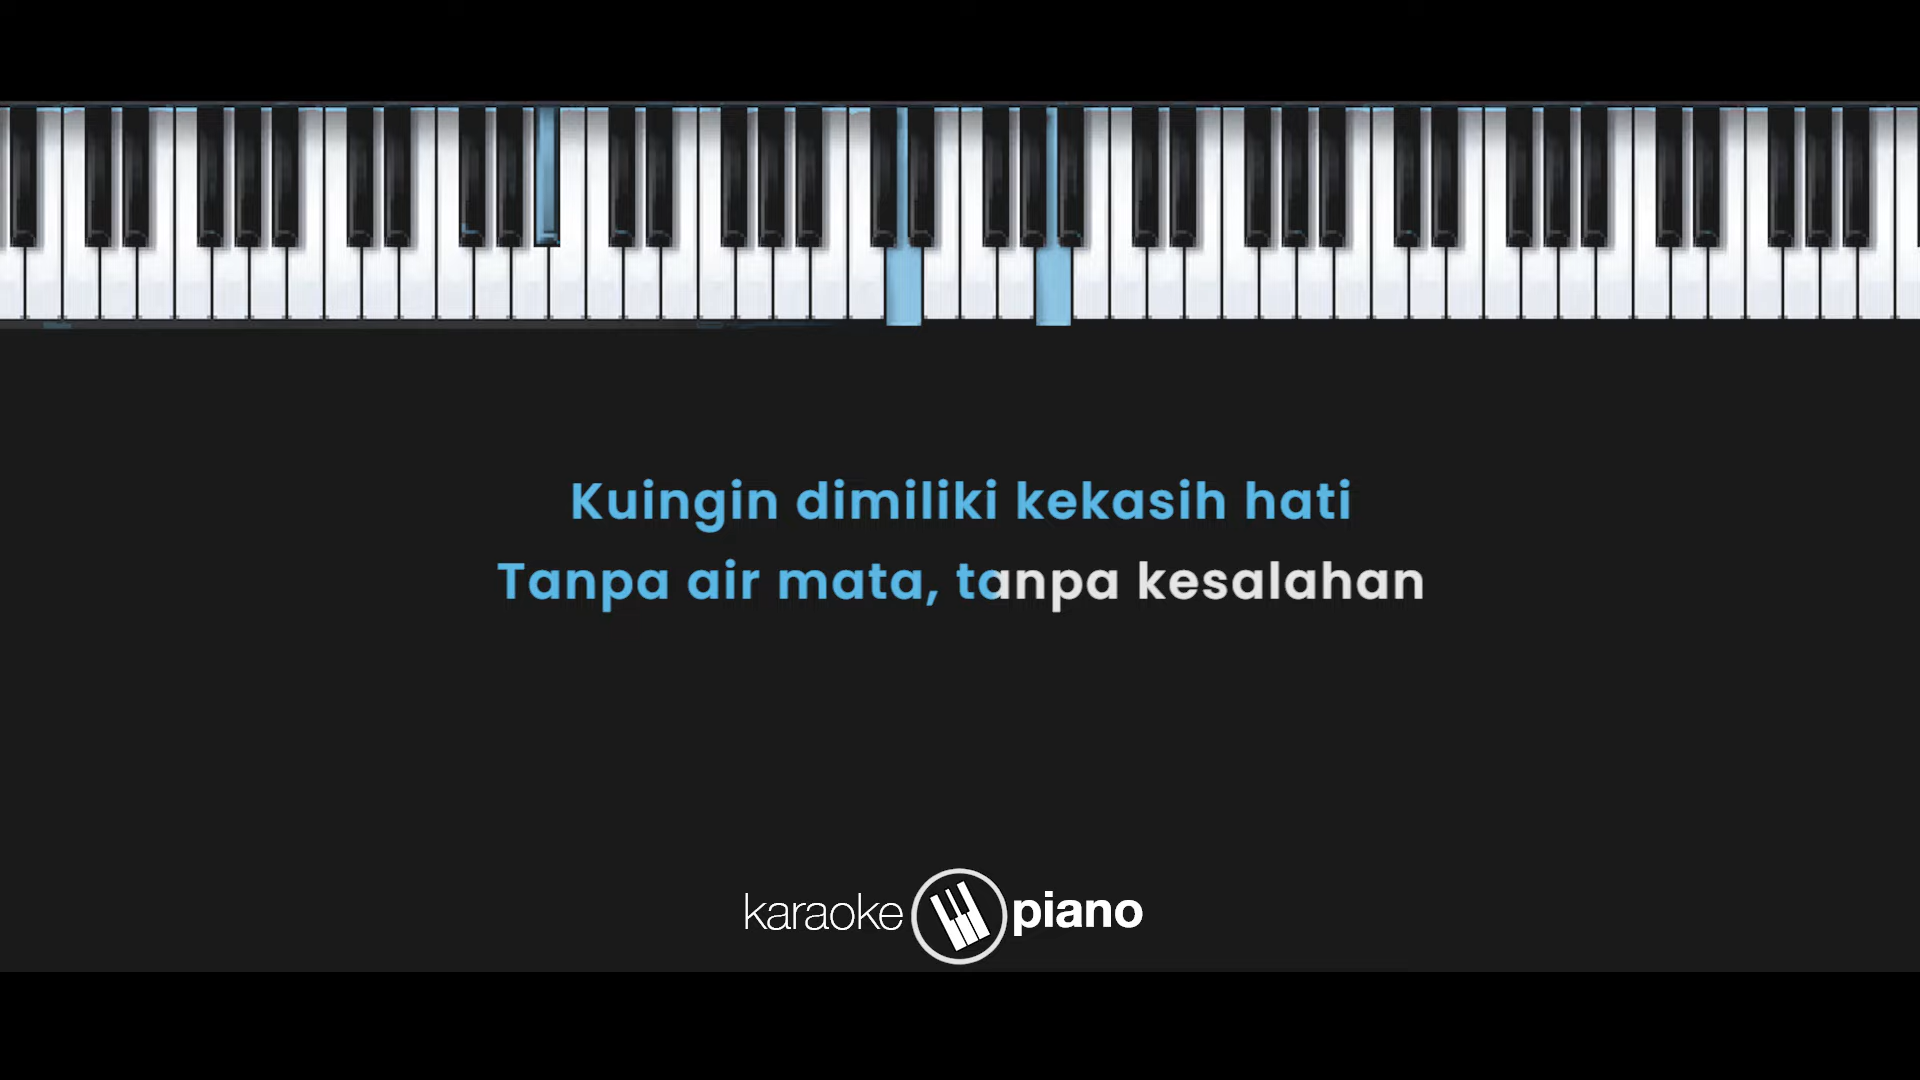 Kuingin dimiliki kekasih hati
Tanpa air mata, tanpa kesalahan
karaoke piano